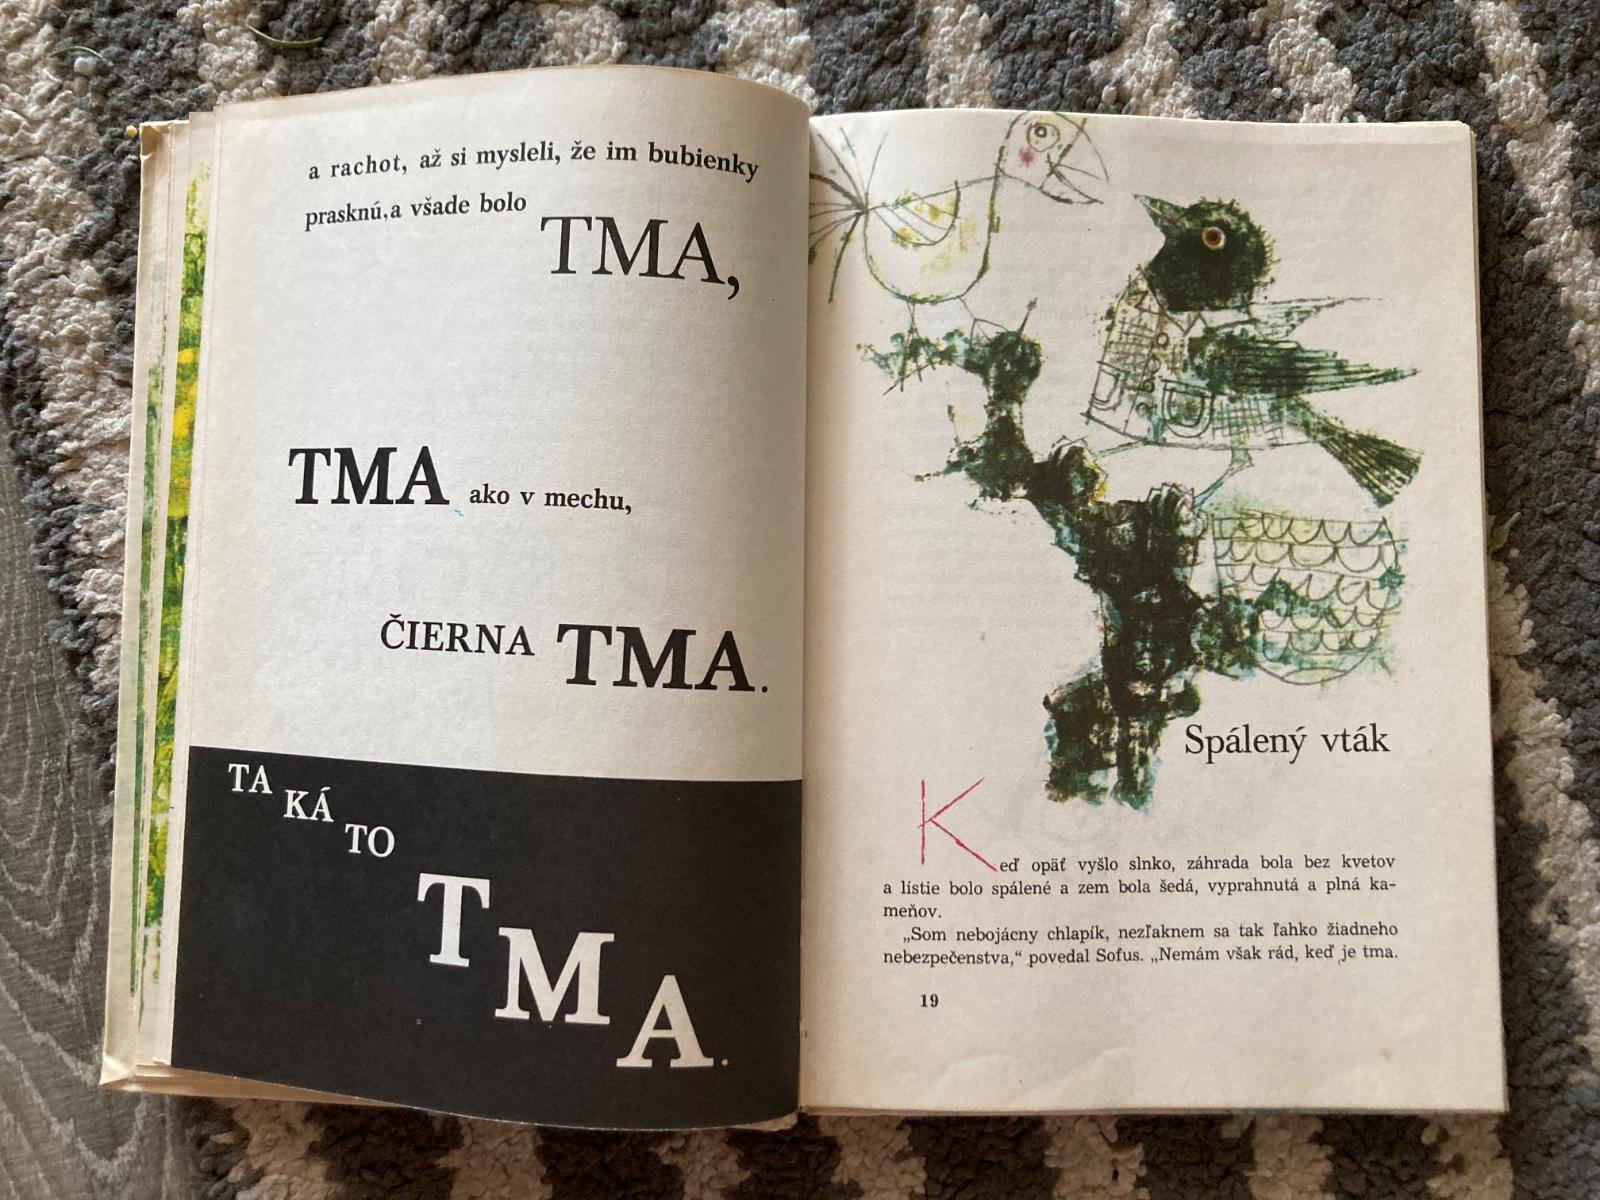 a rachot, až si mysleli, že im bubienky
prasknú, a všade bolo TMA,
TMA ako v mechu,
ČIERNA TMA.
TA
KÁ
TO
T
M
A.
Spálený vták
Keď opäť vyšlo slnko, záhrada bola bez kvetov
a lístie bolo spálené a zem bola šedá, vyprahnutá a plná ka-
meňov.
„Som nebojácny chlapík, nezľaknem sa tak ľahko žiadneho
nebezpečenstva,“ povedal Sofus. „Nemám však rád, keď je tma.
19